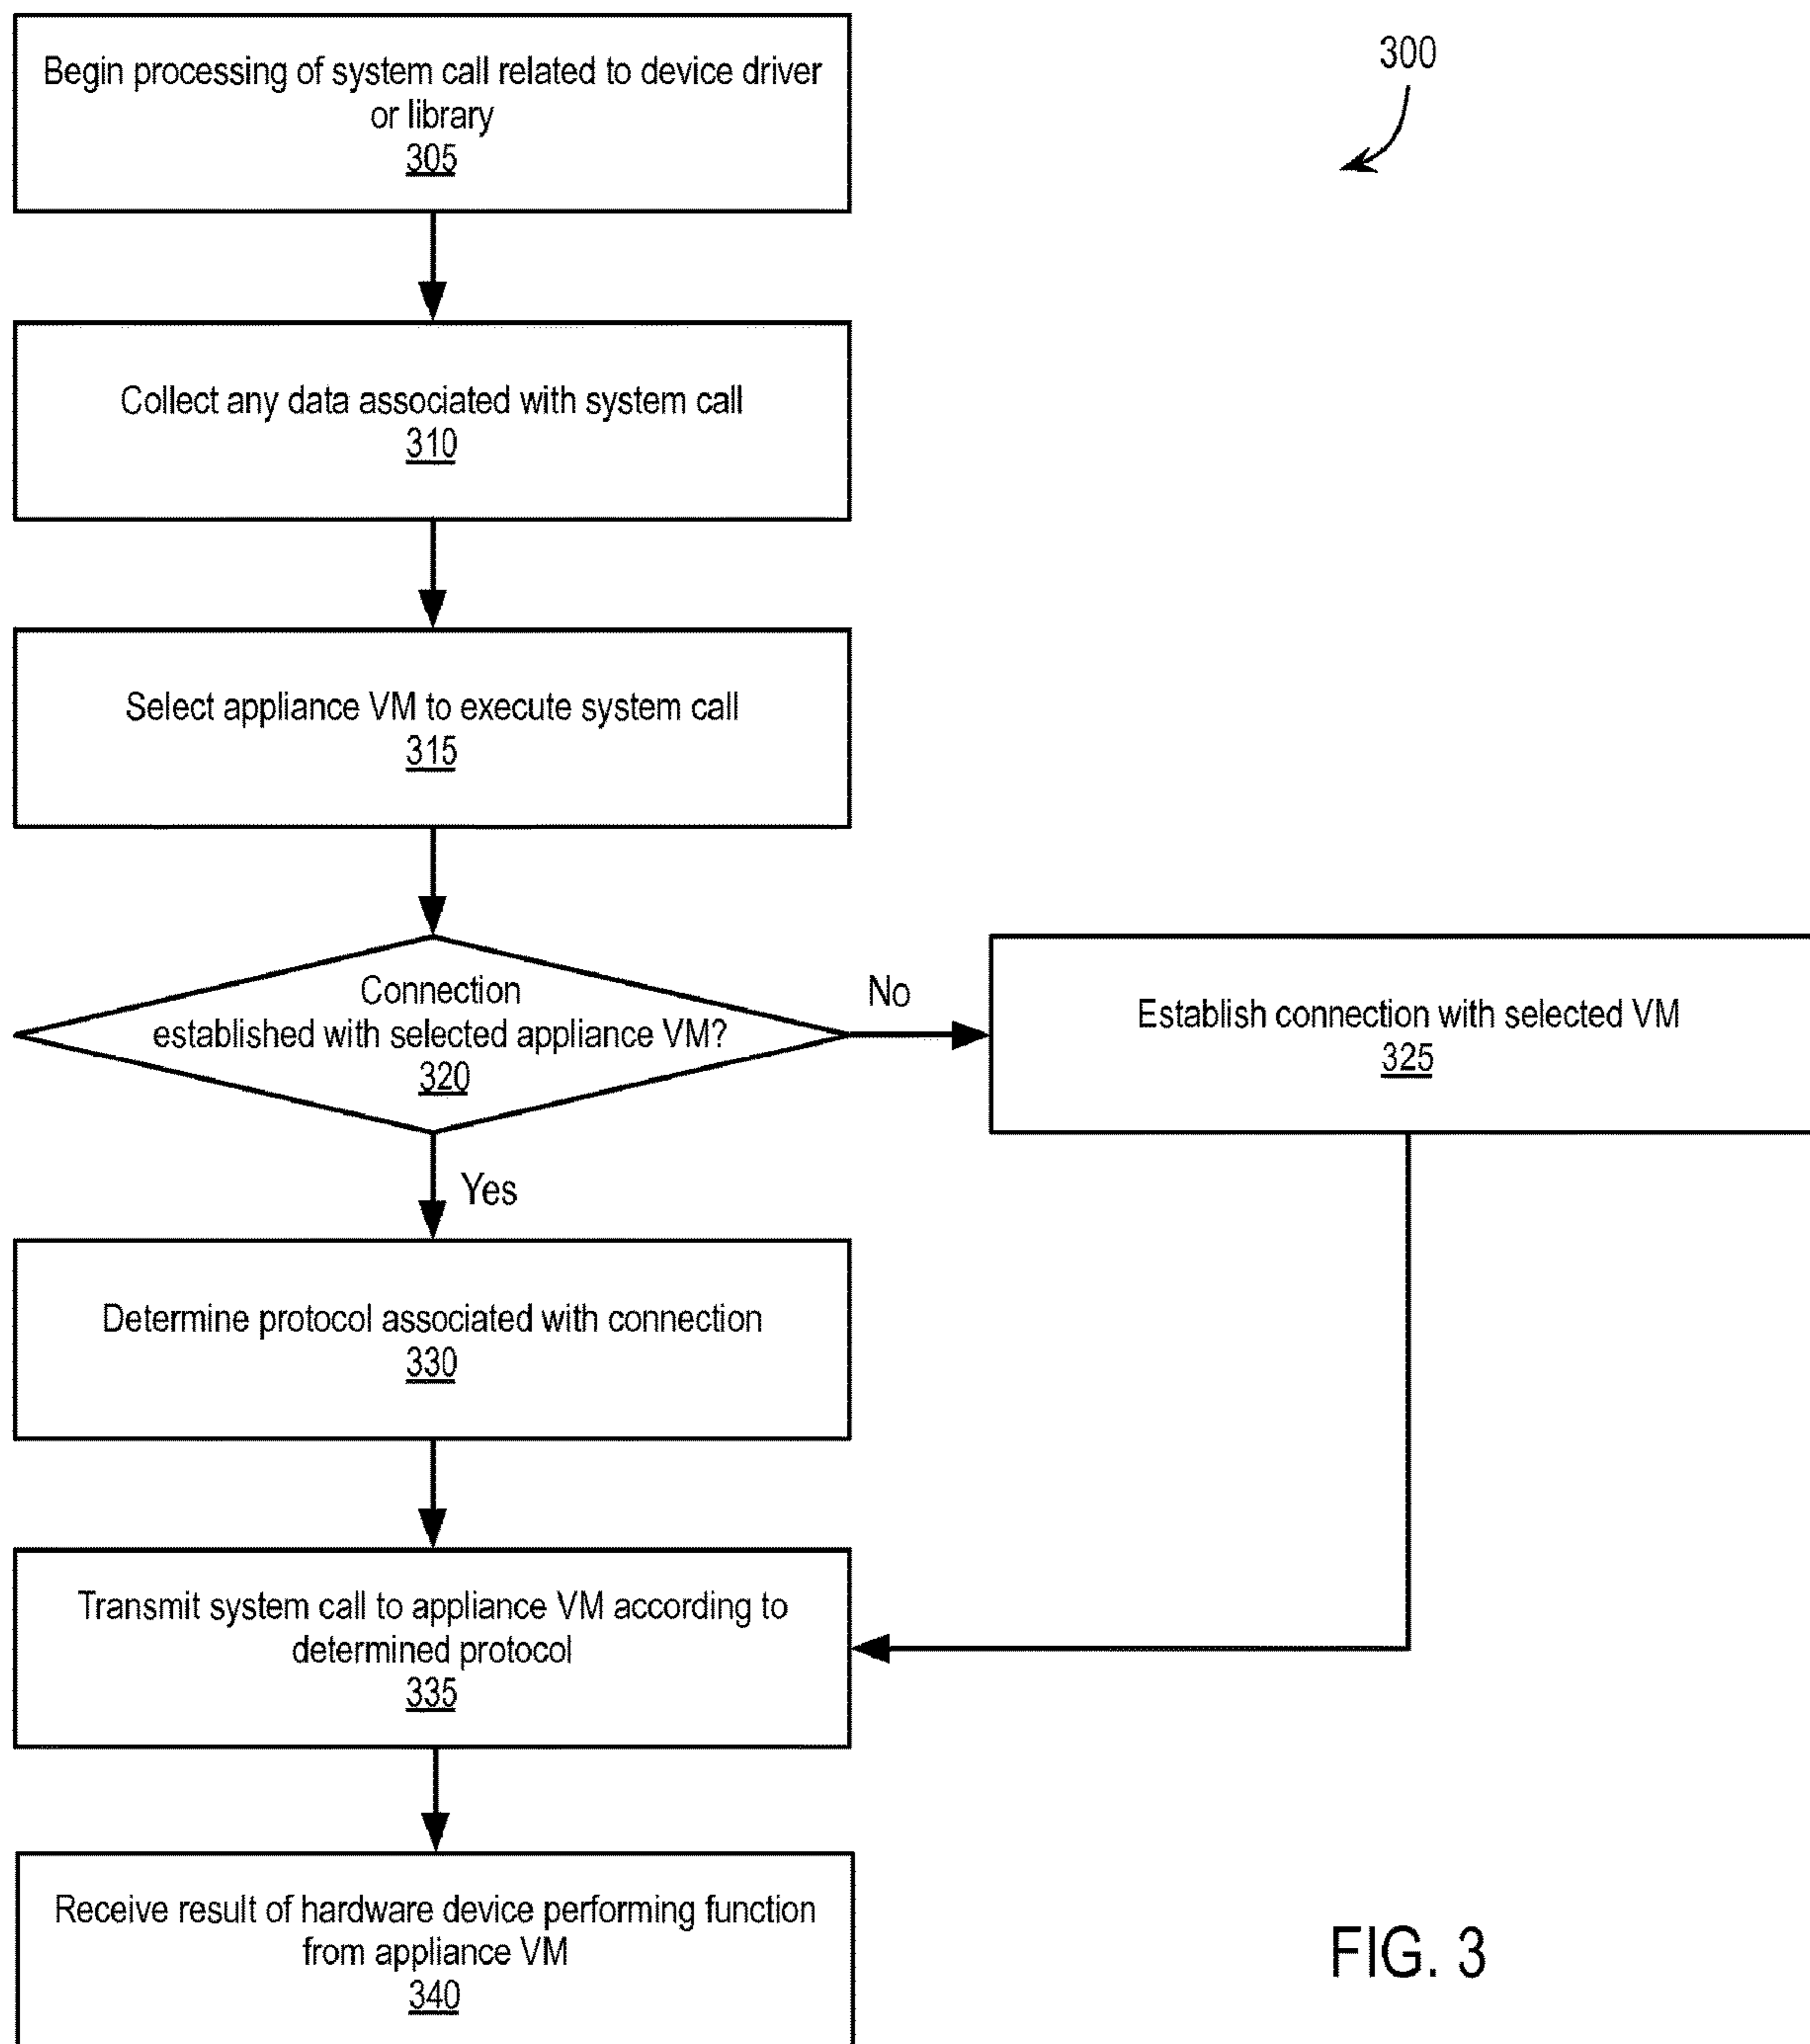 Begin processing of system call related to device driver
or library
305
300
Collect any data associated with system call
310
Select appliance VM to execute system call
315
Connection
established with selected appliance VM?
320
No
Establish connection with selected VM
325
Yes
Determine protocol associated with connection
330
Transmit system call to appliance VM according to
determined protocol
335
Receive result of hardware device performing function
from appliance VM
340
FIG. 3